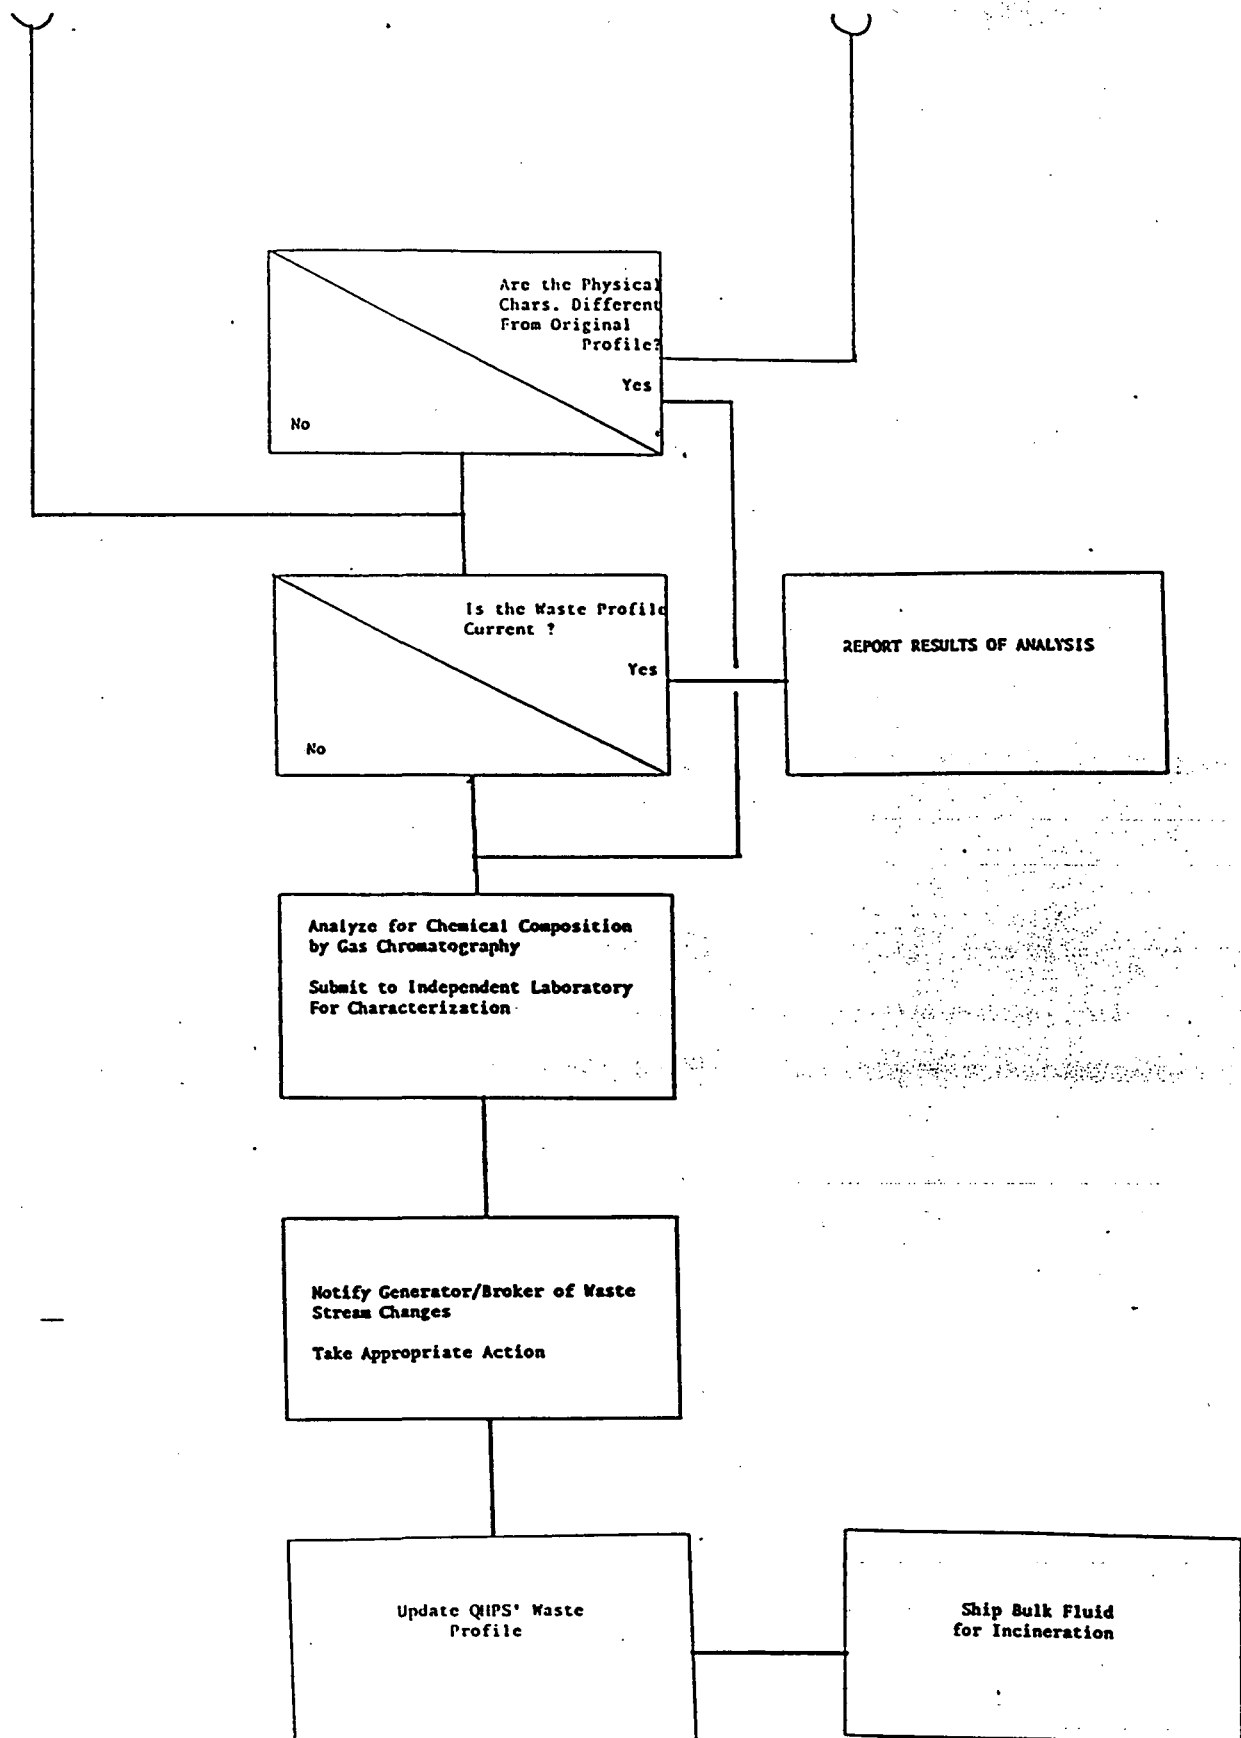 Are the Physical
Chars. Different
From Original
Profile?
Yes
No
Is the Waste Profile
Current ?
Yes
No
REPORT RESULTS OF ANALYSIS
Analyze for Chemical Composition
by Gas Chromatography
Submit to Independent Laboratory
For Characterization
Notify Generator/Broker of Waste
Stream Changes
Take Appropriate Action
Update QHPS' Waste
Profile
Ship Bulk Fluid
for Incineration